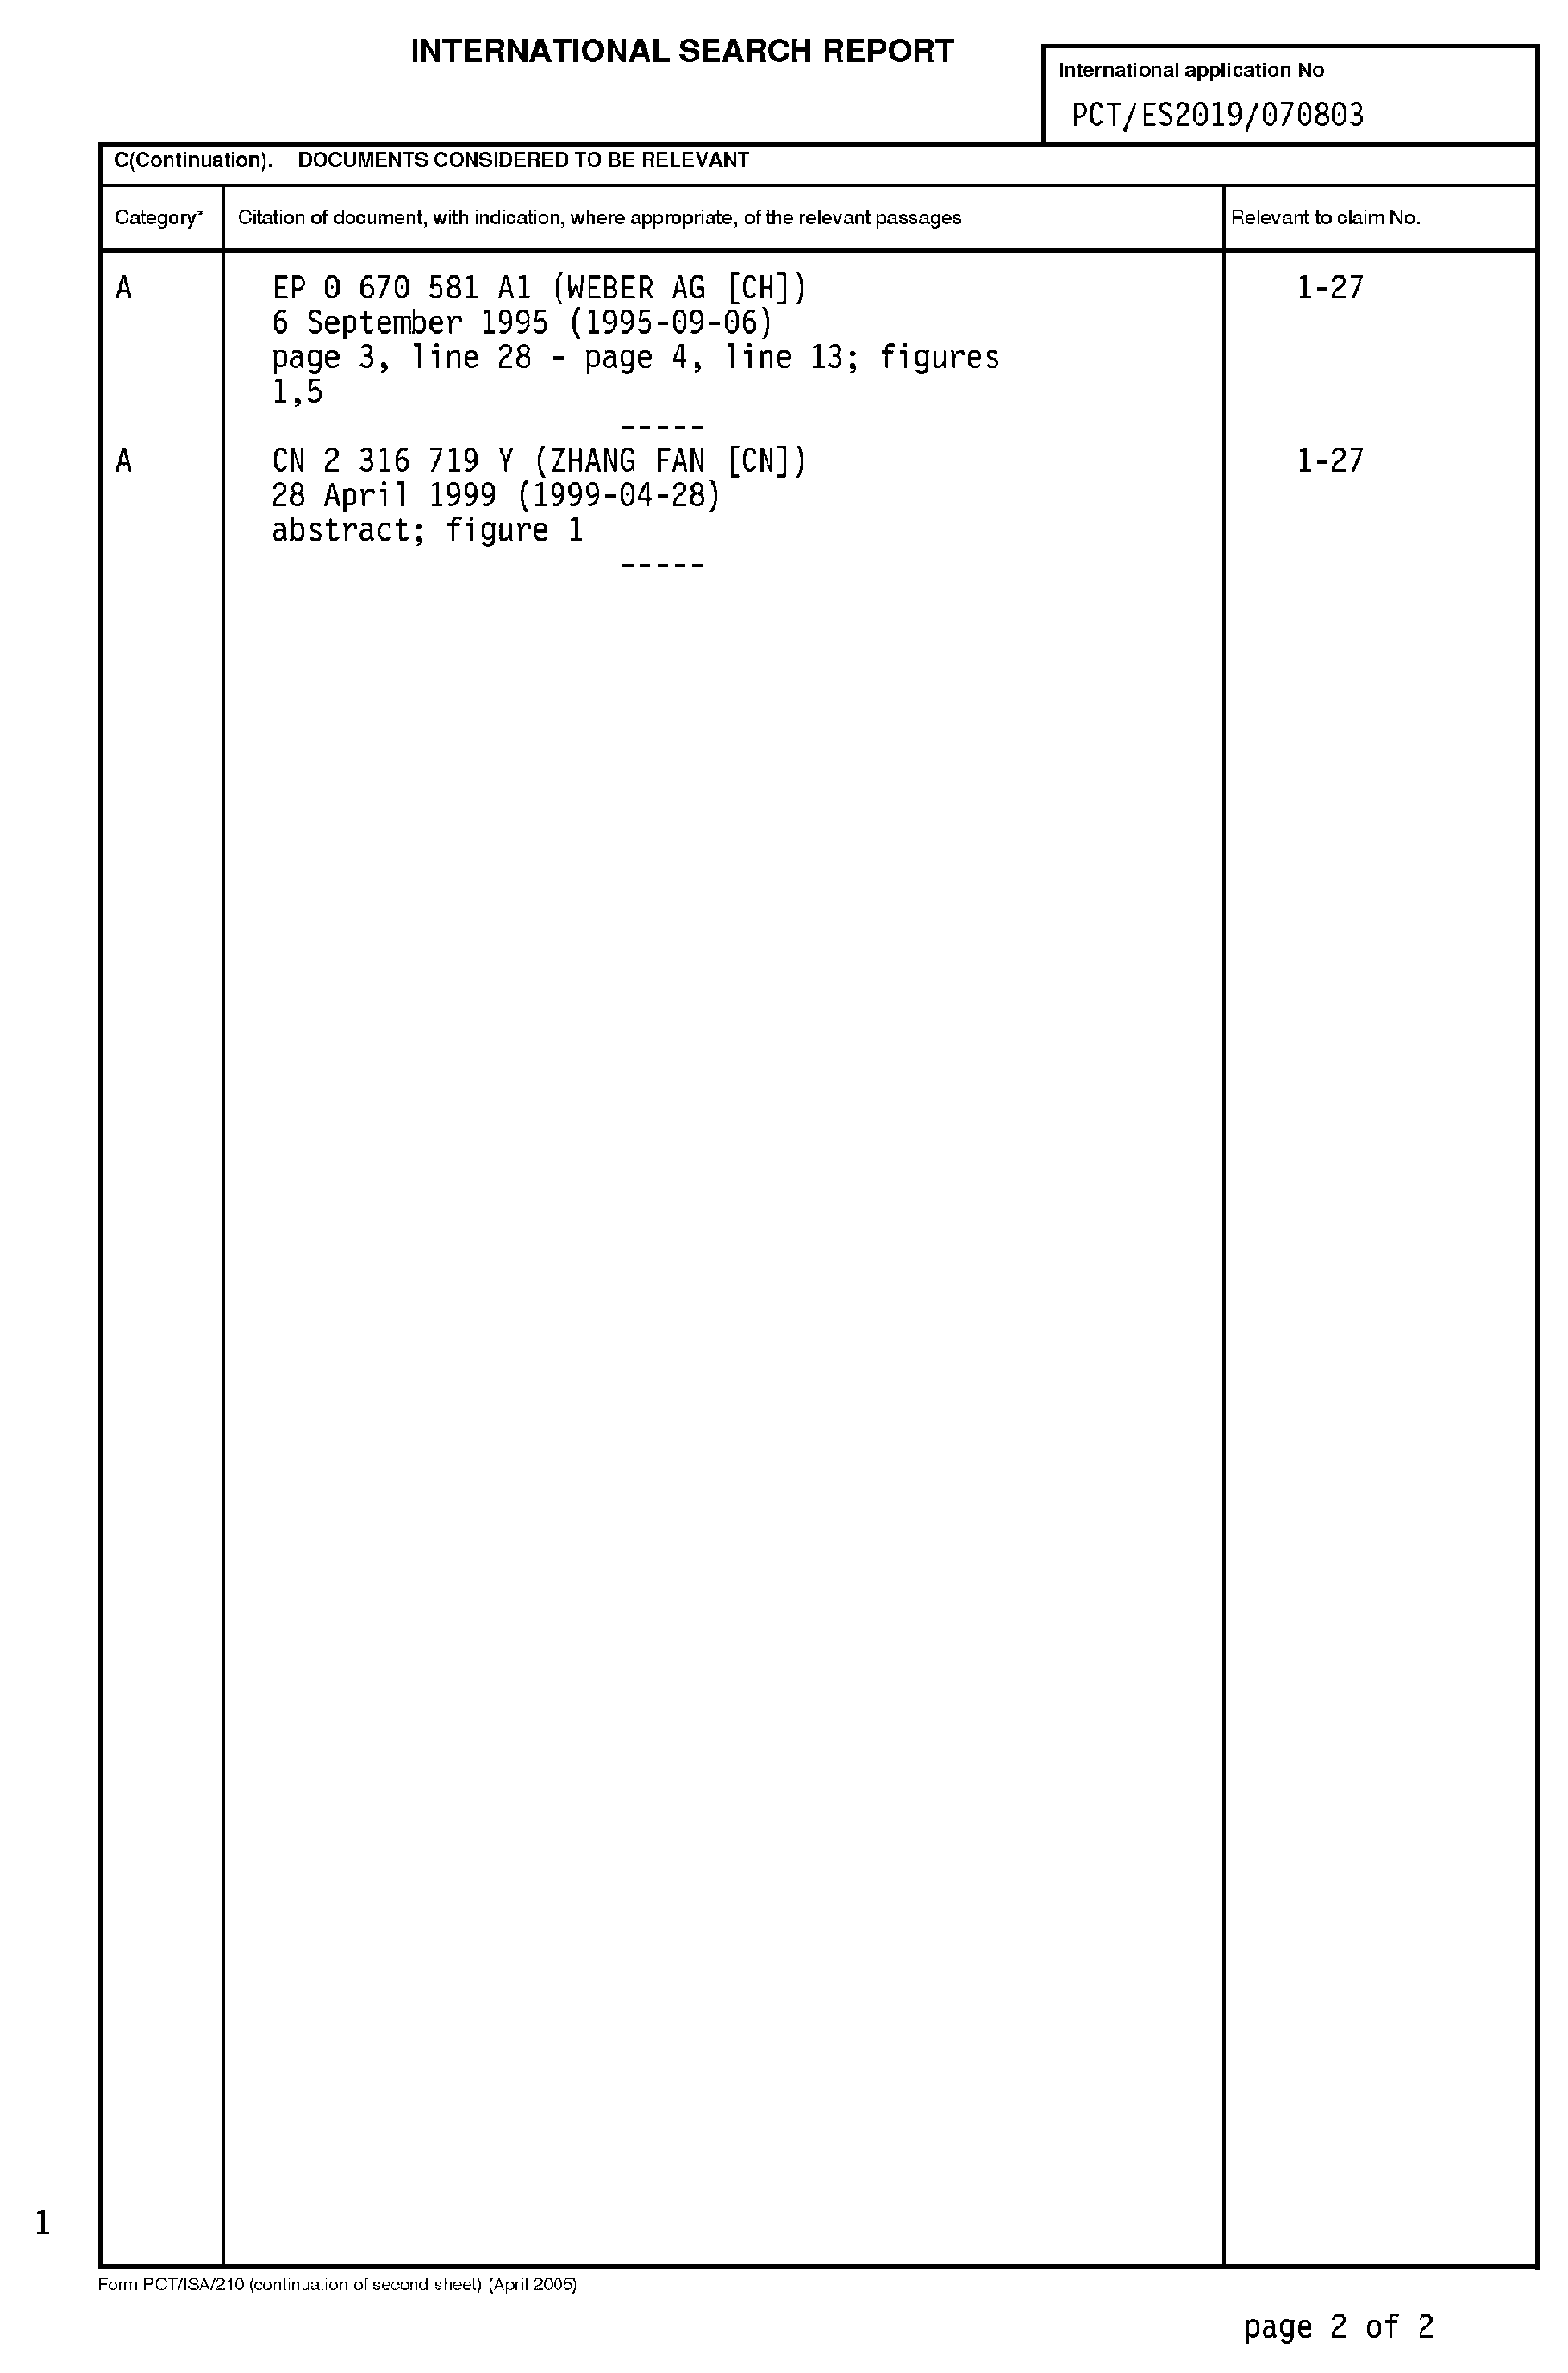 INTERNATIONAL SEARCH REPORT
International application No
PCT/ES2019/070803
C(Continuation). DOCUMENTS CONSIDERED TO BE RELEVANT
Category* Citation of document, with indication, where appropriate, of the relevant passages Relevant to claim No.
A EP 0 670 581 A1 (WEBER AG [CH]) 1-27
6 September 1995 (1995-09-06)
page 3, line 28 - page 4, line 13; figures
1,5
-----
A CN 2 316 719 Y (ZHANG FAN [CN]) 1-27
28 April 1999 (1999-04-28)
abstract; figure 1
-----
1
Form PCT/ISA/210 (continuation of second sheet) (April 2005)
page 2 of 2